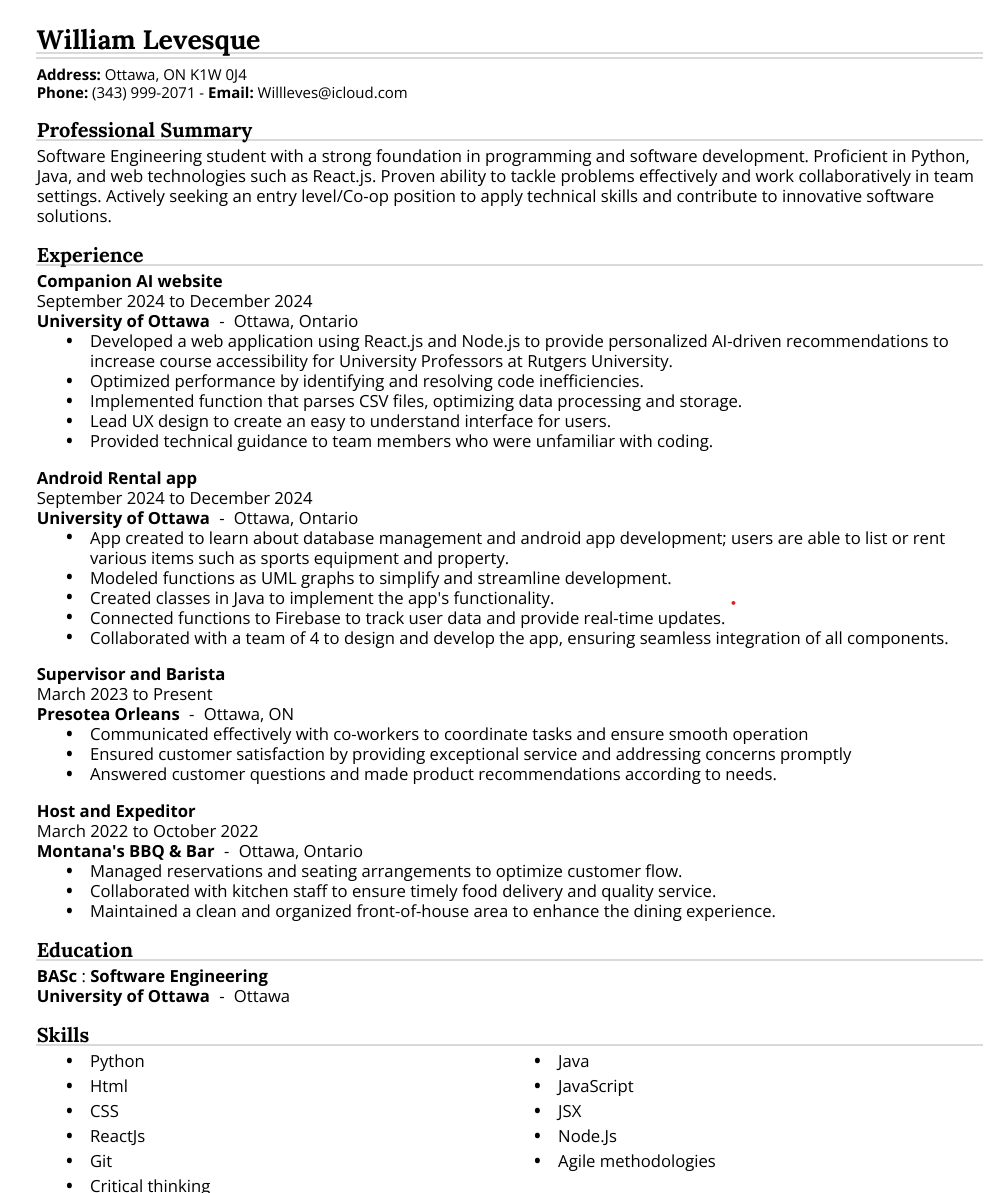 William Levesque
Address: Ottawa, ON K1W 0J4
Phone: (343) 999-2071 - Email: Willleves@icloud.com
Professional Summary
Software Engineering student with a strong foundation in programming and software development. Proficient in Python,
Java, and web technologies such as React.js. Proven ability to tackle problems effectively and work collaboratively in team
settings. Actively seeking an entry level/Co-op position to apply technical skills and contribute to innovative software
solutions.
Experience
Companion AI website
September 2024 to December 2024
University of Ottawa - Ottawa, Ontario
• Developed a web application using React.js and Node.js to provide personalized AI-driven recommendations to
increase course accessibility for University Professors at Rutgers University.
• Optimized performance by identifying and resolving code inefficiencies.
• Implemented function that parses CSV files, optimizing data processing and storage.
• Lead UX design to create an easy to understand interface for users.
• Provided technical guidance to team members who were unfamiliar with coding.
Android Rental app
September 2024 to December 2024
University of Ottawa - Ottawa, Ontario
• App created to learn about database management and android app development; users are able to list or rent
various items such as sports equipment and property.
• Modeled functions as UML graphs to simplify and streamline development.
• Created classes in Java to implement the app's functionality.
• Connected functions to Firebase to track user data and provide real-time updates.
• Collaborated with a team of 4 to design and develop the app, ensuring seamless integration of all components.
Supervisor and Barista
March 2023 to Present
Presotea Orleans - Ottawa, ON
• Communicated effectively with co-workers to coordinate tasks and ensure smooth operation
• Ensured customer satisfaction by providing exceptional service and addressing concerns promptly
• Answered customer questions and made product recommendations according to needs.
Host and Expeditor
March 2022 to October 2022
Montana's BBQ & Bar - Ottawa, Ontario
• Managed reservations and seating arrangements to optimize customer flow.
• Collaborated with kitchen staff to ensure timely food delivery and quality service.
• Maintained a clean and organized front-of-house area to enhance the dining experience.
Education
BASc : Software Engineering
University of Ottawa - Ottawa
Skills
• Python
• Html
• CSS
• ReactJs
• Git
• Critical thinking
• Java
• JavaScript
• JSX
• Node.Js
• Agile methodologies